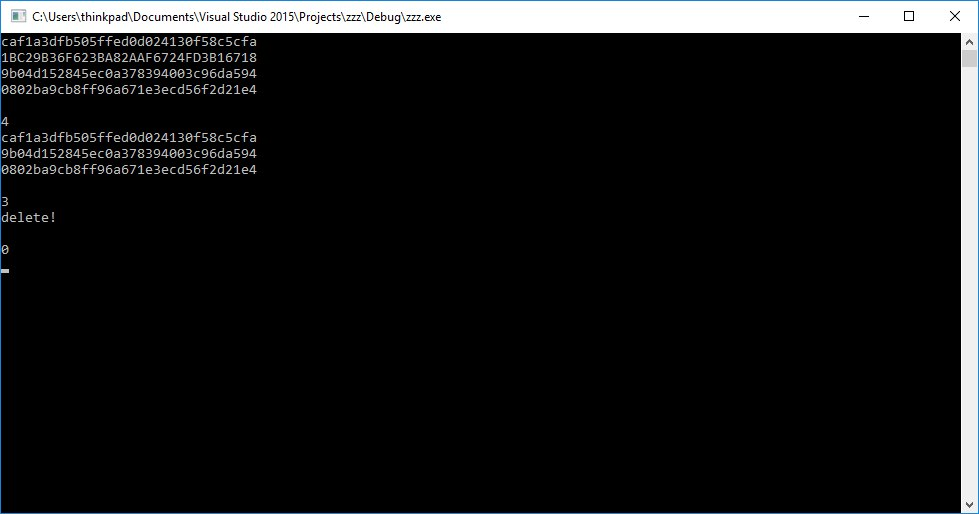 C:\Users\thinkpad\Documents\Visual Studio 2015\Projects\zzz\Debug\zzz.exe
caf1a3dfb505ffed0d024130f58c5cfa
1BC29B36F623BA82AAF6724FD3B16718
9b04d152845ec0a378394003c96da594
0802ba9cb8ff96a671e3ecd56f2d21e4
4
caf1a3dfb505ffed0d024130f58c5cfa
9b04d152845ec0a378394003c96da594
0802ba9cb8ff96a671e3ecd56f2d21e4
3
delete!
0